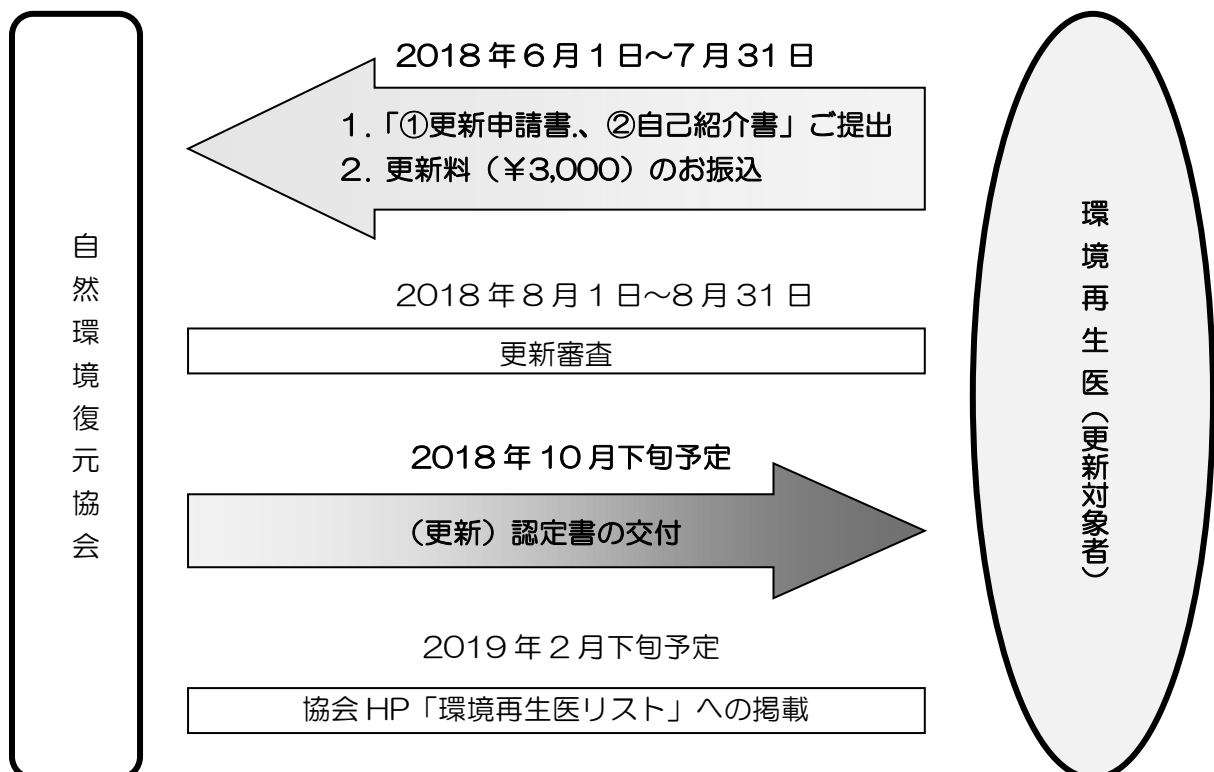 自然環境復元協会
2018年6月1日～7月31日
1.「①更新申請書、、②自己紹介書」ご提出
2. 更新料（￥3,000）のお振込
2018年8月1日～8月31日
更新審査
2018年10月下旬予定
（更新）認定書の交付
2019年2月下旬予定
協会HP「環境再生医リスト」への掲載
環境再生医（更新対象者）